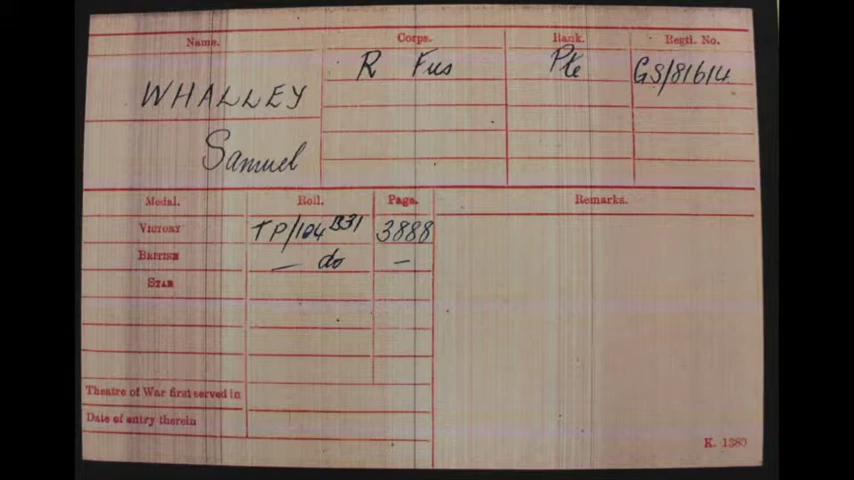 Name. Corps. Rank. Regtl. No.
WHALLEY R Fus Pte GS/81614
Samuel
Medal. Roll. Page. Remarks.
VICTORY TP/104 B31 3888
BRITISH — do —
STAR
Theatre of War first served in
Date of entry therein
K. 1380